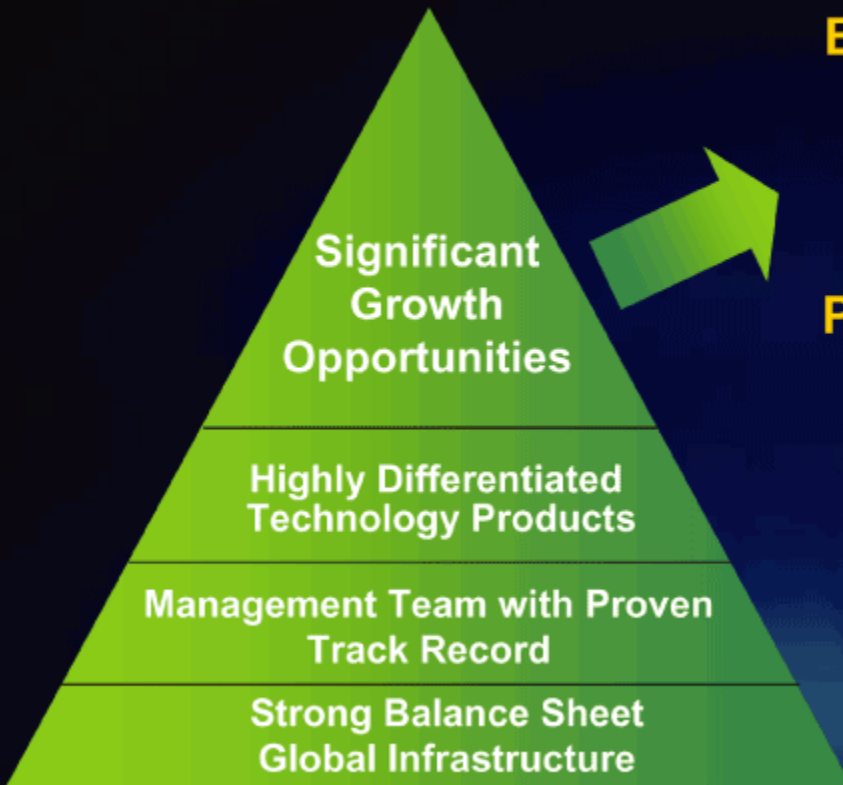 Significant
Growth
Opportunities
Highly Differentiated
Technology Products
Management Team with Proven
Track Record
Strong Balance Sheet
Global Infrastructure